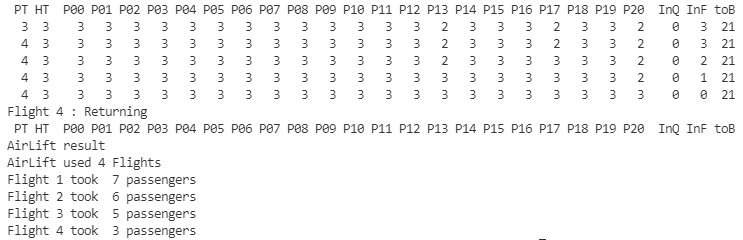 PT HT P00 P01 P02 P03 P04 P05 P06 P07 P08 P09 P10 P11 P12 P13 P14 P15 P16 P17 P18 P19 P20 InQ InF toB
3 3 3 3 3 3 3 3 3 3 3 3 3 3 3 2 3 3 3 2 3 3 2 0 3 21
4 3 3 3 3 3 3 3 3 3 3 3 3 3 3 2 3 3 3 2 3 3 2 0 3 21
4 3 3 3 3 3 3 3 3 3 3 3 3 3 3 2 3 3 3 3 3 3 2 0 2 21
4 3 3 3 3 3 3 3 3 3 3 3 3 3 3 3 3 3 3 3 3 3 2 0 1 21
4 3 3 3 3 3 3 3 3 3 3 3 3 3 3 3 3 3 3 3 3 3 3 0 0 21
Flight 4 : Returning
PT HT P00 P01 P02 P03 P04 P05 P06 P07 P08 P09 P10 P11 P12 P13 P14 P15 P16 P17 P18 P19 P20 InQ InF toB
AirLift result
AirLift used 4 Flights
Flight 1 took 7 passengers
Flight 2 took 6 passengers
Flight 3 took 5 passengers
Flight 4 took 3 passengers